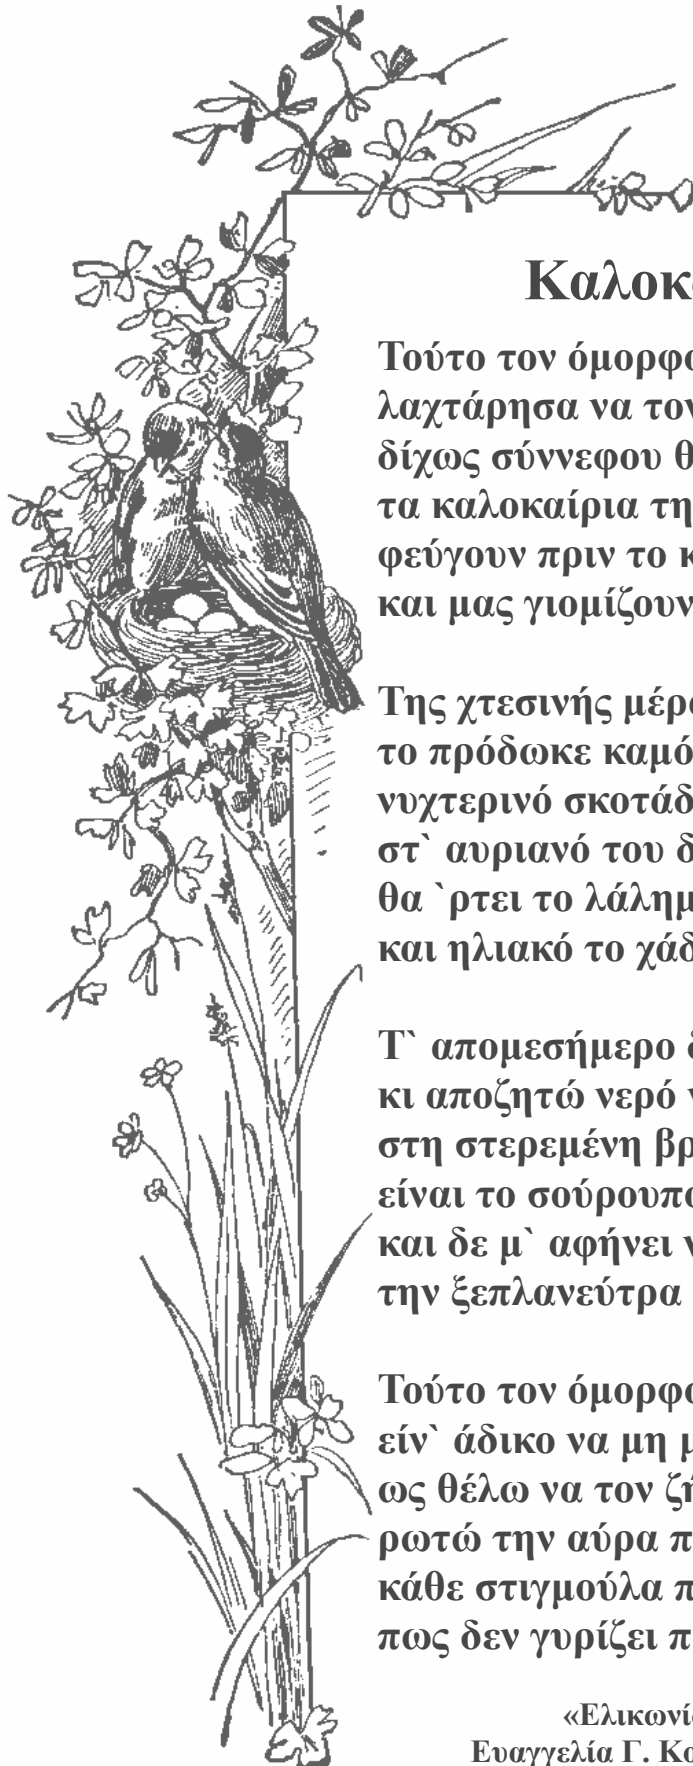 Καλοκα
Τούτο τον όμορφο
λαχτάρησα να τον
δίχως σύννεφου θ
τα καλοκαίρια τη
φεύγουν πριν το κ
και μας γιομίζουν
Της χτεσινής μέρα
το πρόδωκε καμό
νυχτερινό σκοτάδ
στ` αυριανό του δ
θα `ρτει το λάλημ
και ηλιακό το χάδ
Τ` απομεσήμερο δ
κι αποζητώ νερό ν
στη στερεμένη βρ
είναι το σούρουπο
και δε μ` αφήνει ν
την ξεπλανεύτρα
Τούτο τον όμορφο
είν` άδικο να μη μ
ως θέλω να τον ζή
ρωτώ την αύρα π
κάθε στιγμούλα π
πως δεν γυρίζει π
«Ελικωνί
Ευαγγελία Γ. Κα